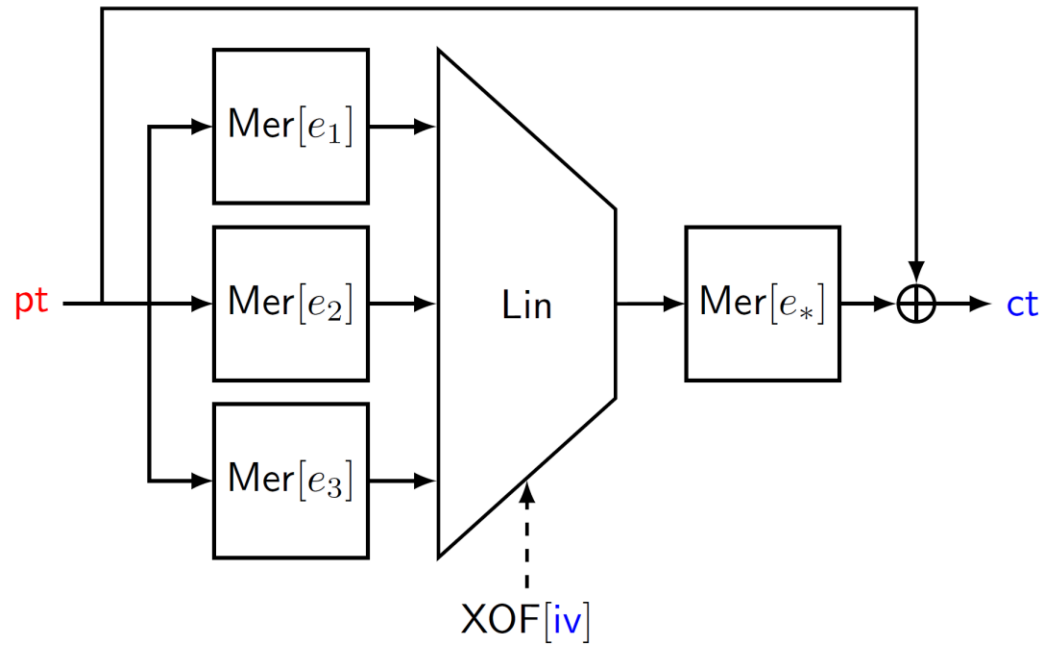 Mer[e₁]
pt
Mer[e₂]
Lin
Mer[e∗]
ct
Mer[e₃]
XOF[iv]